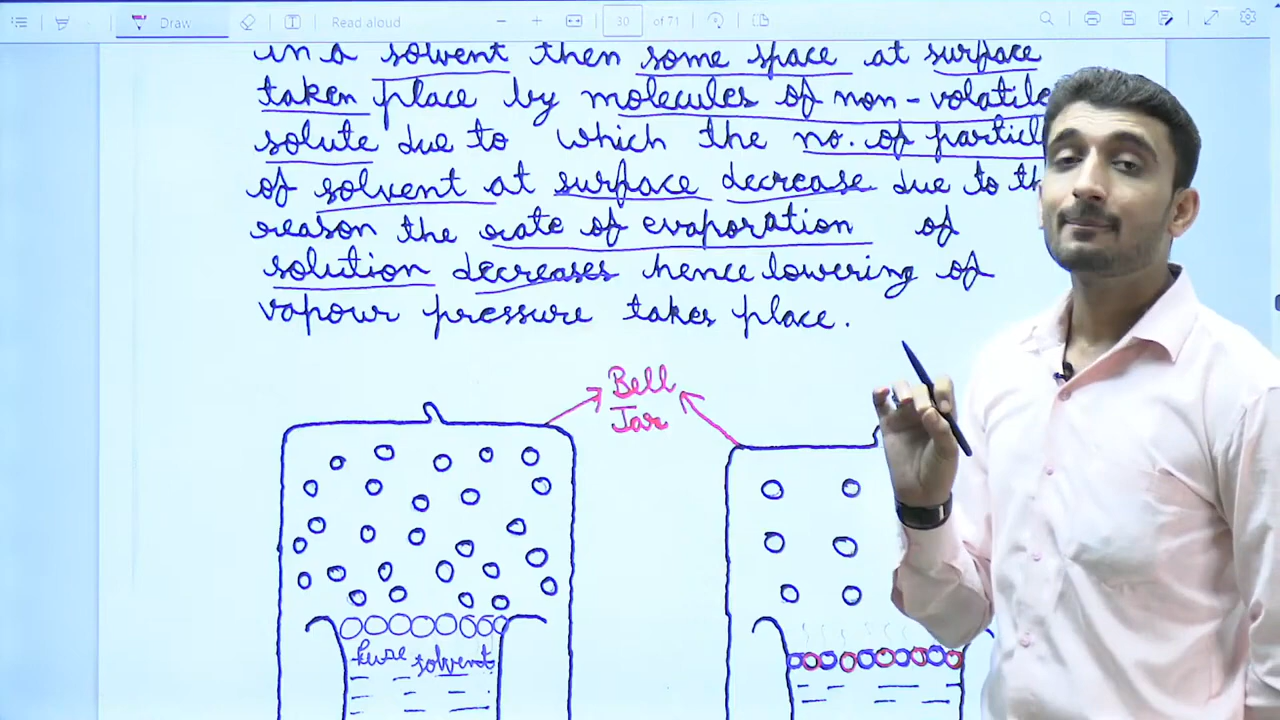 Draw
Read aloud
30 of 71
in a solvent then some space at surface
taken place by molecules of non-volatile
solute due to which the no. of particl
of solvent at surface decrease due to th
reason the rate of evaporation of
solution decreases hence lowering of
vapour pressure takes place.
Bell
Jar
Pure solvent